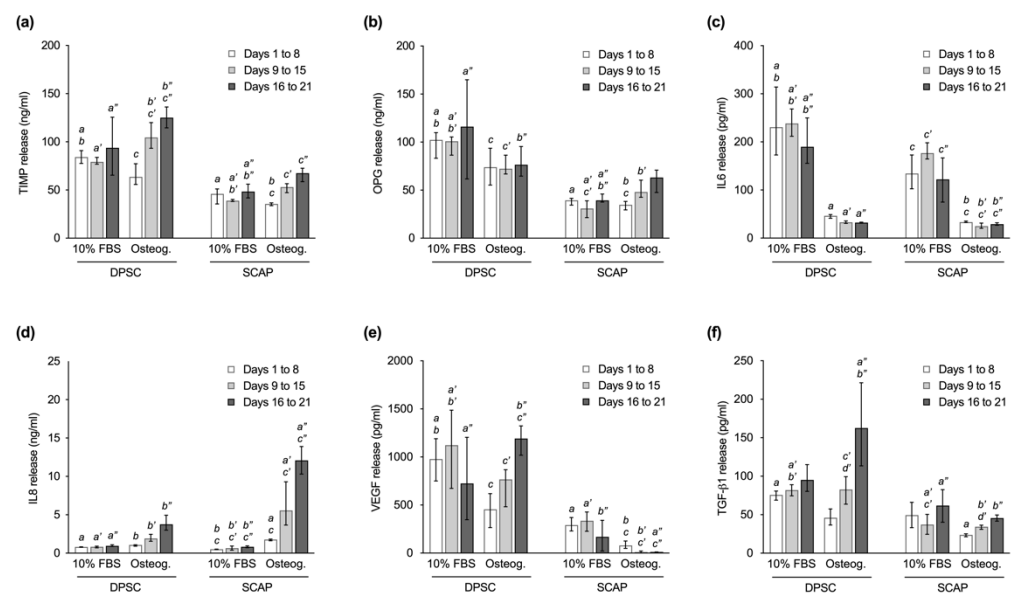 (a)
TIMP release (ng/ml)
200
150
100
50
0
Days 1 to 8
Days 9 to 15
Days 16 to 21
a
b
a'
a"
c
b'
c'
b"
c"
a
a'
b'
a"
b"
c
c'
c"
10% FBS Osteog. 10% FBS Osteog.
DPSC SCAP
(b)
OPG release (ng/ml)
200
150
100
50
0
Days 1 to 8
Days 9 to 15
Days 16 to 21
a
b
a'
b'
a"
c
c'
b"
a
a'
c'
a"
b"
b
c
b'
10% FBS Osteog. 10% FBS Osteog.
DPSC SCAP
(c)
IL6 release (pg/ml)
600
400
200
0
Days 1 to 8
Days 9 to 15
Days 16 to 21
a
b
a'
b'
a"
b"
a
a'
a"
c
c'
c"
b
c
b'
c'
b"
c"
10% FBS Osteog. 10% FBS Osteog.
DPSC SCAP
(d)
IL8 release (ng/ml)
25
20
15
10
5
0
Days 1 to 8
Days 9 to 15
Days 16 to 21
a
a'
a"
b
b'
b"
b
c
b'
c'
b"
c"
a
c
a'
c'
a"
c"
10% FBS Osteog. 10% FBS Osteog.
DPSC SCAP
(e)
VEGF release (pg/ml)
2000
1500
1000
500
0
Days 1 to 8
Days 9 to 15
Days 16 to 21
a
b
a'
b'
a"
c
c'
b"
c"
a
a'
b"
b
c
b'
c'
a"
c"
10% FBS Osteog. 10% FBS Osteog.
DPSC SCAP
(f)
TGF-β1 release (pg/ml)
250
200
150
100
50
0
Days 1 to 8
Days 9 to 15
Days 16 to 21
a
a'
b'
c'
d'
a"
b"
a'
c'
a"
a
b'
d'
b"
10% FBS Osteog. 10% FBS Osteog.
DPSC SCAP